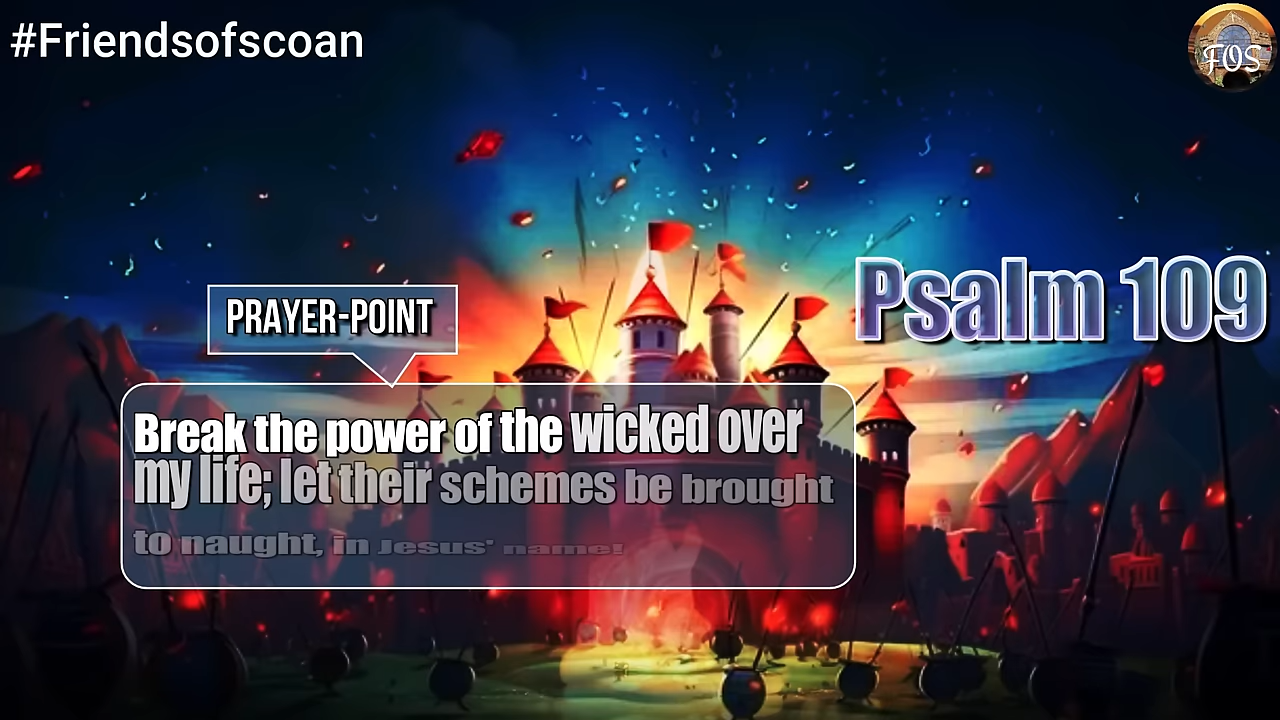 #Friendsofscoan
FOS
PRAYER-POINT
Psalm 109
Break the power of the wicked over
my life; let their schemes be brought
to naught, in Jesus' name!